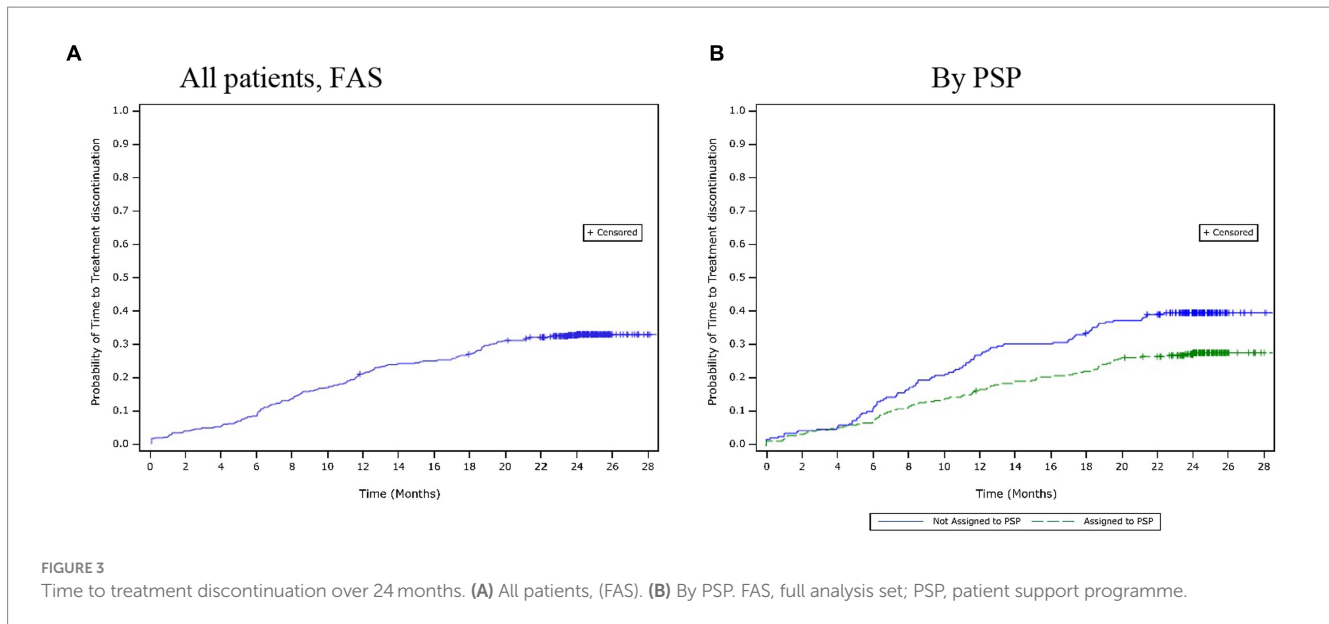 A
All patients, FAS
1.0
0.9
0.8
0.7
0.6
0.5
0.4
0.3
0.2
0.1
0.0
Probability of Time to Treatment discontinuation
+ Censored
0 2 4 6 8 10 12 14 16 18 20 22 24 26 28
Time (Months)
B
By PSP
1.0
0.9
0.8
0.7
0.6
0.5
0.4
0.3
0.2
0.1
0.0
Probability of Time to Treatment discontinuation
+ Censored
0 2 4 6 8 10 12 14 16 18 20 22 24 26 28
Time (Months)
Not Assigned to PSP Assigned to PSP
FIGURE 3
Time to treatment discontinuation over 24 months. (A) All patients, (FAS). (B) By PSP. FAS, full analysis set; PSP, patient support programme.